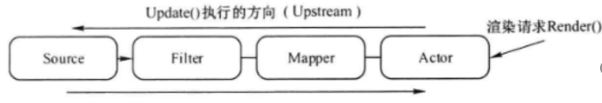 Update()执行的方向(Upstream)
渲染请求Render()
Source
Filter
Mapper
Actor